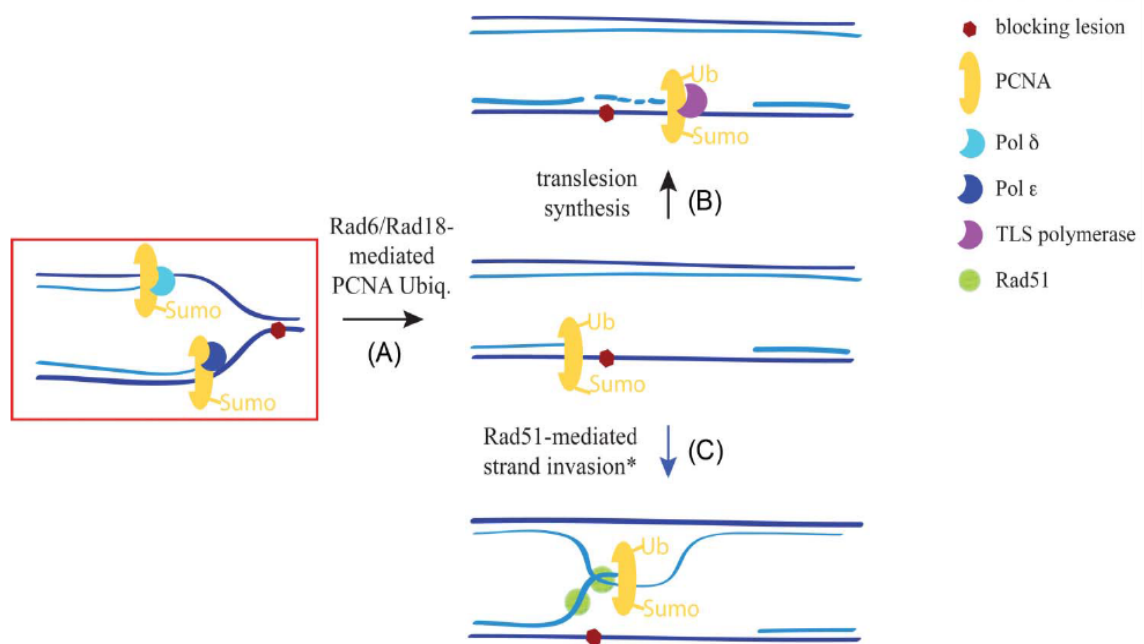 Ub
Sumo
translesion
synthesis
(B)
Rad6/Rad18-
mediated
PCNA Ubiq.
(A)
Sumo
Sumo
Ub
Sumo
Rad51-mediated
strand invasion*
(C)
Ub
Sumo
blocking lesion
PCNA
Pol δ
Pol ε
TLS polymerase
Rad51